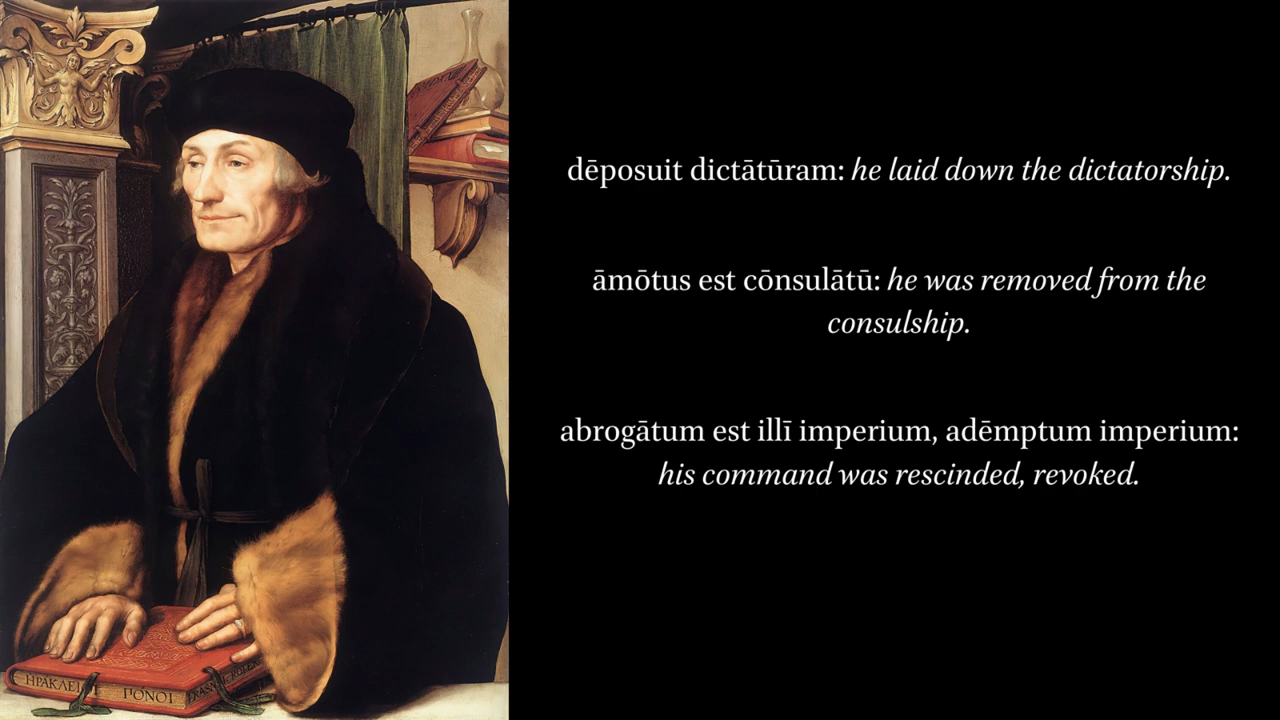 dēposuit dictātūram: he laid down the dictatorship.
āmōtus est cōnsulātū: he was removed from the
consulship.
abrogātum est illī imperium, adēmptum imperium:
his command was rescinded, revoked.
ΗΡΑΚΛΕΙ
ΠΟΝΟΙ